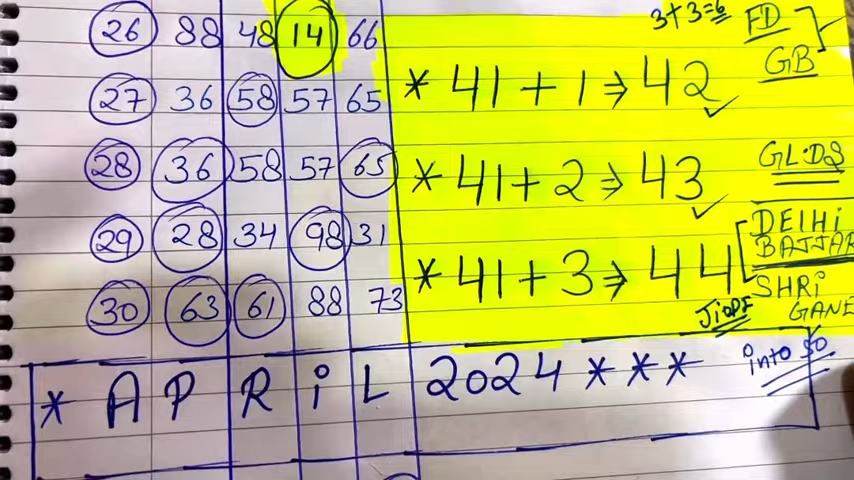 3+3=6 FD
26 88 48 14 66
GB
* 41 + 1 ⇒ 42
27 36 58 57 65
GL·DS
28 36 58 57 65 * 41 + 2 ⇒ 43
DELHI
29 28 34 98 31
BAJJAR
* 41 + 3 ⇒ 44
30 63 61 88 73
SHRi
GANE
* APRiL 2024 ***
into